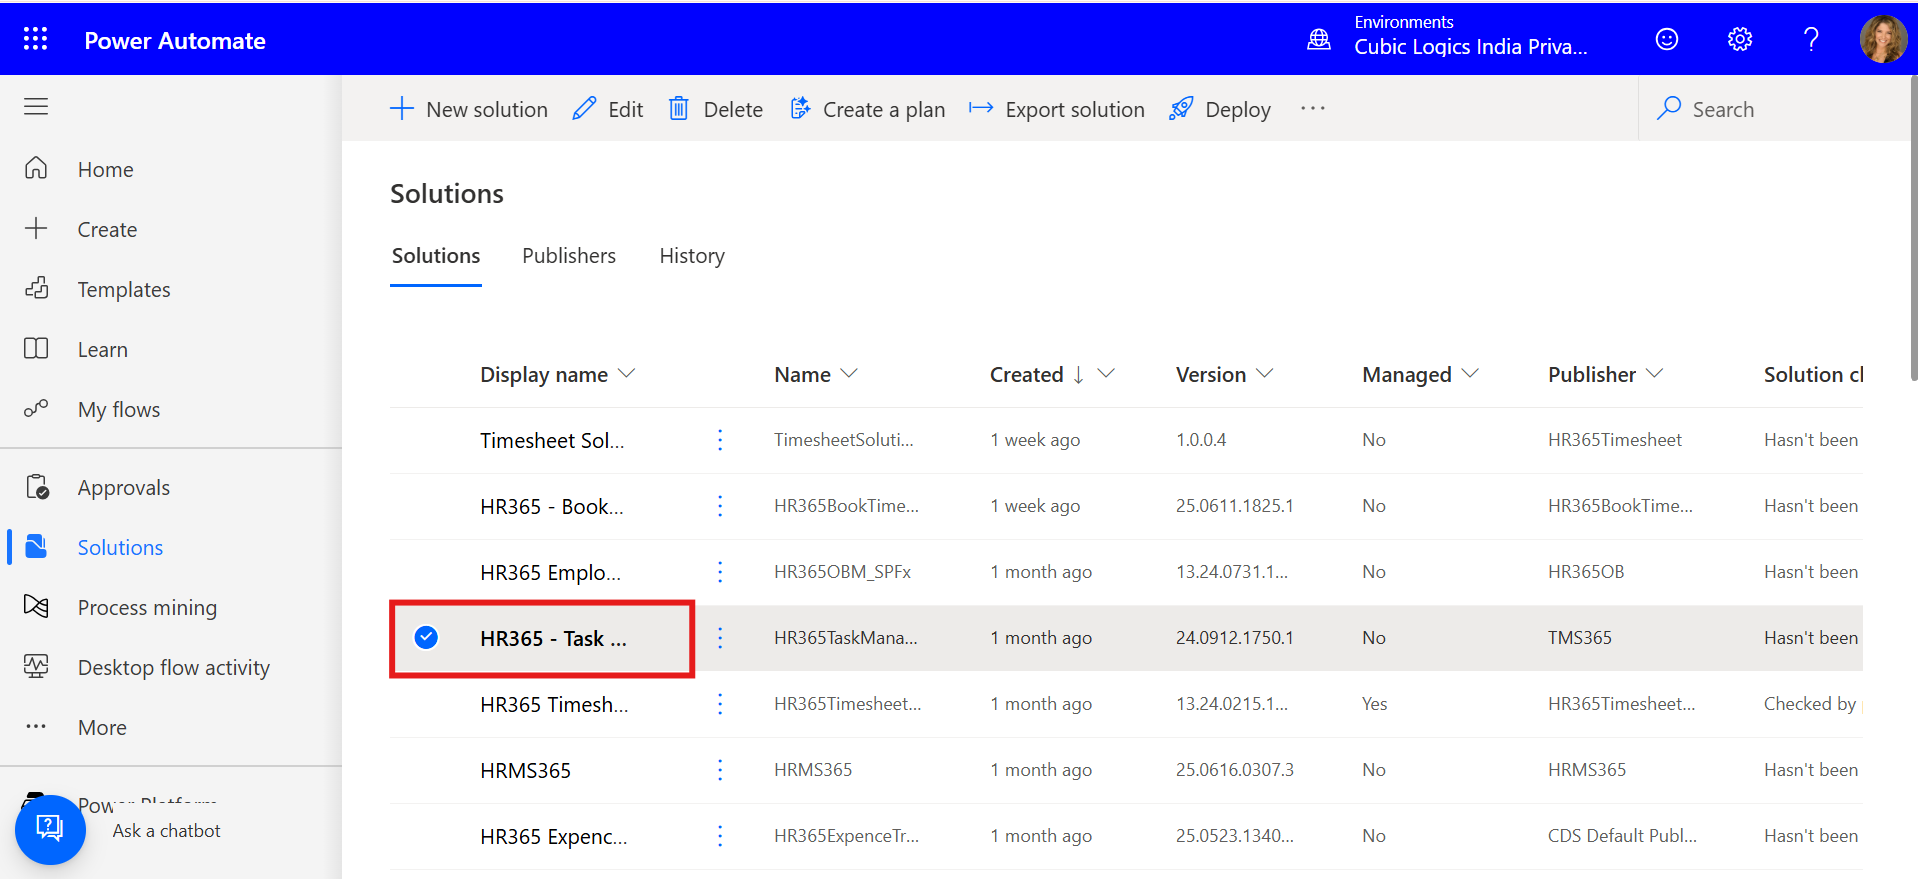 Power Automate
Environments
Cubic Logics India Priva...
New solution Edit Delete Create a plan Export solution Deploy ... Search
Home
Create
Templates
Learn
My flows
Approvals
Solutions
Process mining
Desktop flow activity
More
Ask a chatbot
Solutions
Solutions Publishers History
Display name Name Created Version Managed Publisher Solution
Timesheet Sol... TimesheetSoluti... 1 week ago 1.0.0.4 No HR365Timesheet Hasn't been
HR365 - Book... HR365BookTime... 1 week ago 25.0611.1825.1 No HR365BookTime... Hasn't been
HR365 Emplo... HR365OBM_SPFx 1 month ago 13.24.0731.1... No HR365OB Hasn't been
HR365 - Task ... HR365TaskMana... 1 month ago 24.0912.1750.1 No TMS365 Hasn't been
HR365 Timesh... HR365Timesheet... 1 month ago 13.24.0215.1... Yes HR365Timesheet... Checked by
HRMS365 HRMS365 1 month ago 25.0616.0307.3 No HRMS365 Hasn't been
HR365 Expenc... HR365ExpenceTr... 1 month ago 25.0523.1340... No CDS Default Publ... Hasn't been